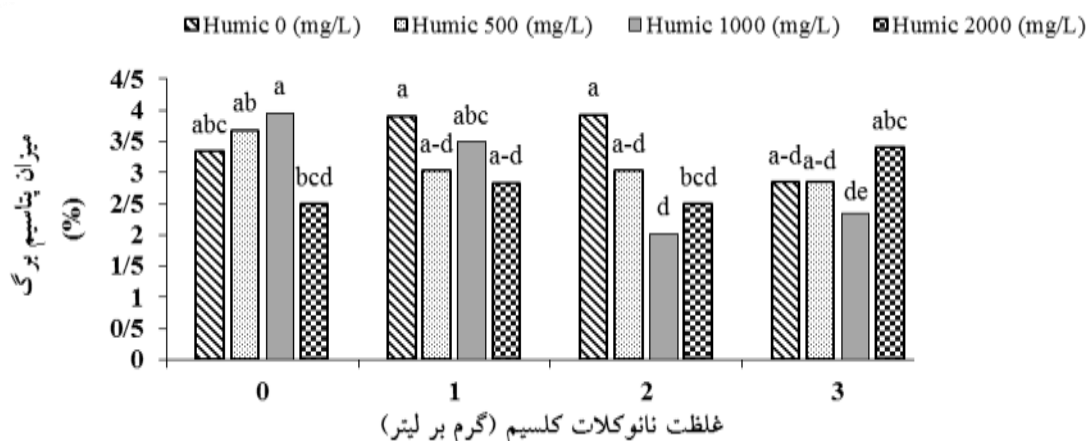 Humic 0 (mg/L) Humic 500 (mg/L) Humic 1000 (mg/L) Humic 2000 (mg/L)
میزان پتاسیم برگ
(%)
4/5
4
3/5
3
2/5
2
1/5
1
0/5
0
abc ab a bcd
a a-d abc a-d
a a-d d bcd
a-d a-d de abc
0 1 2 3
غلظت نانوکلات کلسیم (گرم بر لیتر)